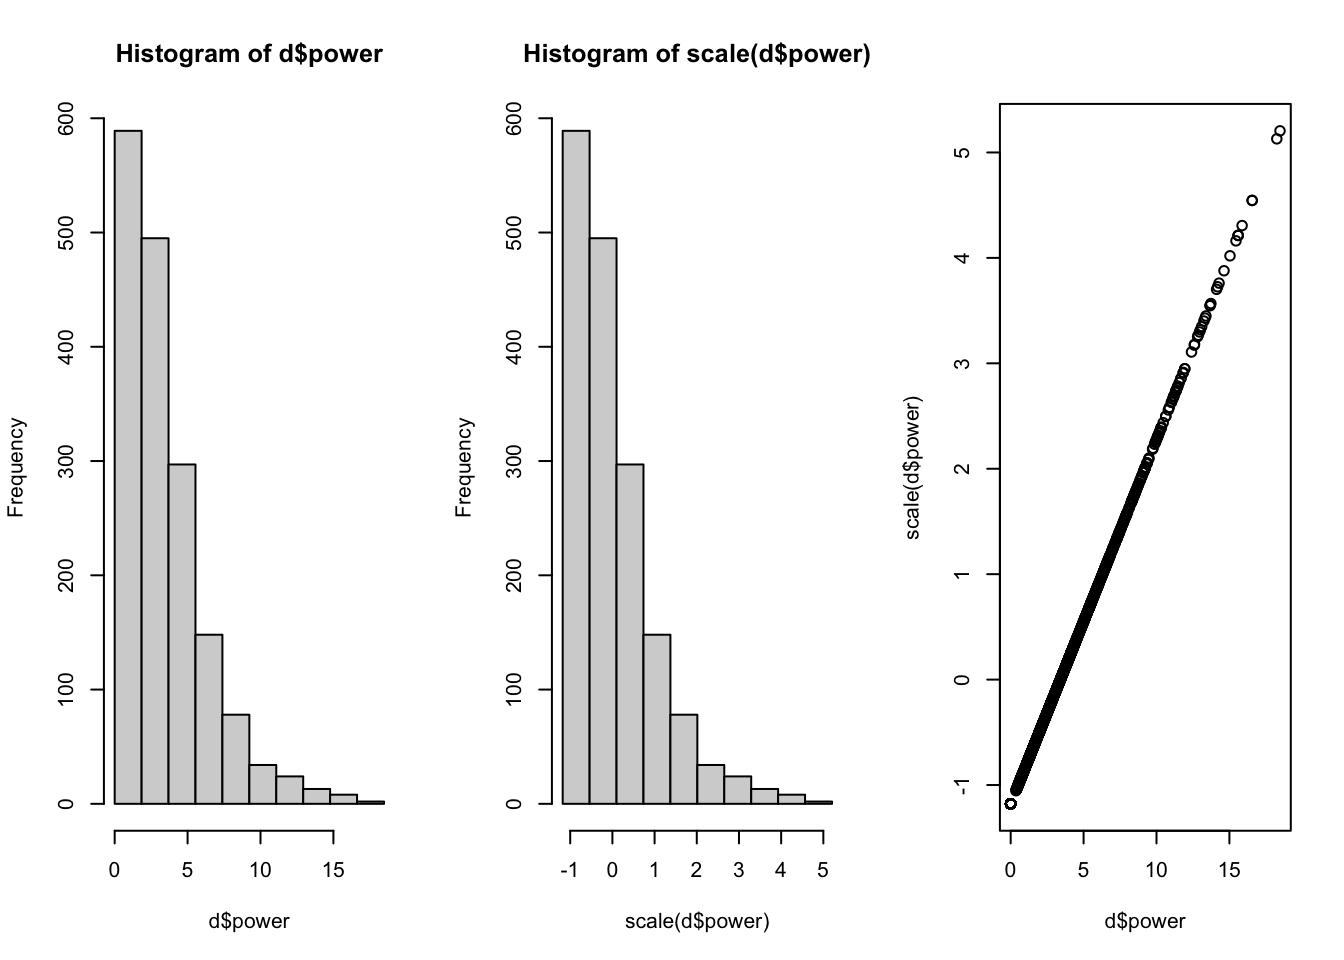 Histogram of d$power
Frequency
600
500
400
300
200
100
0
0 5 10 15
d$power
Histogram of scale(d$power)
Frequency
600
500
400
300
200
100
0
-1 0 1 2 3 4 5
scale(d$power)
scale(d$power)
5
4
3
2
1
0
-1
0 5 10 15
d$power